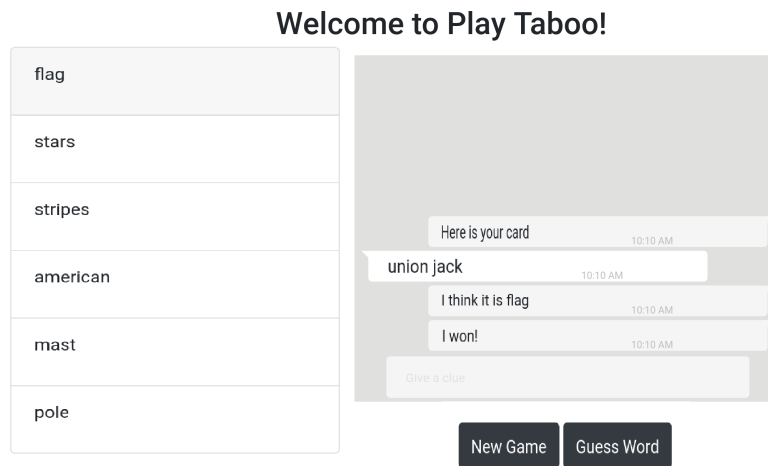 Welcome to Play Taboo!
flag
stars
stripes
american
mast
pole
Here is your card
10:10 AM
union jack
10:10 AM
I think it is flag
10:10 AM
I won!
10:10 AM
Give a clue
New Game
Guess Word